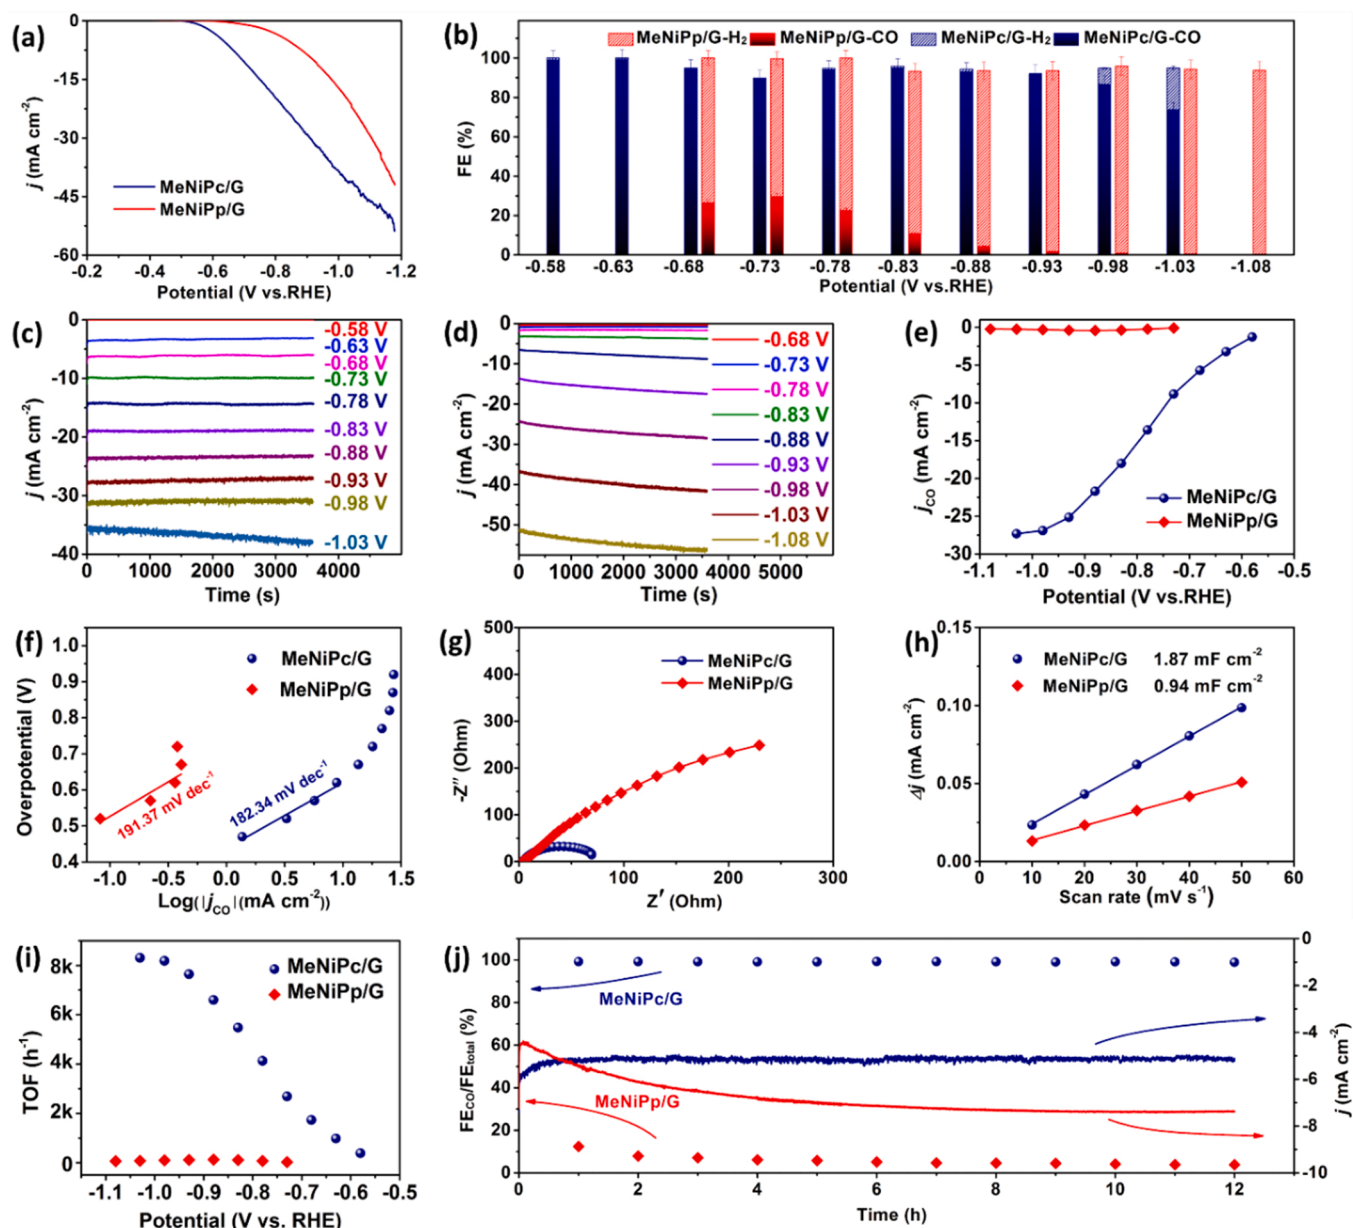 (a)
0
-15
-30
-45
-60
j (mA cm⁻²)
MeNiPc/G
MeNiPp/G
-0.2 -0.4 -0.6 -0.8 -1.0 -1.2
Potential (V vs.RHE)
(b)
MeNiPp/G-H₂ MeNiPp/G-CO MeNiPc/G-H₂ MeNiPc/G-CO
100
80
60
40
20
0
FE (%)
-0.58 -0.63 -0.68 -0.73 -0.78 -0.83 -0.88 -0.93 -0.98 -1.03 -1.08
Potential (V vs.RHE)
(c)
0
-10
-20
-30
-40
j (mA cm⁻²)
-0.58 V
-0.63 V
-0.68 V
-0.73 V
-0.78 V
-0.83 V
-0.88 V
-0.93 V
-0.98 V
-1.03 V
0 1000 2000 3000 4000
Time (s)
(d)
0
-10
-20
-30
-40
-50
j (mA cm⁻²)
-0.68 V
-0.73 V
-0.78 V
-0.83 V
-0.88 V
-0.93 V
-0.98 V
-1.03 V
-1.08 V
0 1000 2000 3000 4000 5000
Time (s)
(e)
0
-5
-10
-15
-20
-25
-30
j_CO (mA cm⁻²)
MeNiPc/G
MeNiPp/G
-1.1 -1.0 -0.9 -0.8 -0.7 -0.6 -0.5
Potential (V vs.RHE)
(f)
1.0
0.9
0.8
0.7
0.6
0.5
0.4
Overpotential (V)
MeNiPc/G
MeNiPp/G
191.37 mV dec⁻¹
182.34 mV dec⁻¹
-1.0 -0.5 0.0 0.5 1.0 1.5
Log(|j_CO|(mA cm⁻²))
(g)
500
400
300
200
100
0
-Z″ (Ohm)
MeNiPc/G
MeNiPp/G
0 100 200 300
Z′ (Ohm)
(h)
0.15
0.10
0.05
0.00
Δj (mA cm⁻²)
MeNiPc/G 1.87 mF cm⁻²
MeNiPp/G 0.94 mF cm⁻²
0 10 20 30 40 50 60
Scan rate (mV s⁻¹)
(i)
8k
6k
4k
2k
0
TOF (h⁻¹)
MeNiPc/G
MeNiPp/G
-1.1 -1.0 -0.9 -0.8 -0.7 -0.6 -0.5
Potential (V vs. RHE)
(j)
100
80
60
40
20
0
FE_CO/FE_total (%)
MeNiPc/G
MeNiPp/G
0
-2
-4
-6
-8
-10
j (mA cm⁻²)
0 2 4 6 8 10 12
Time (h)